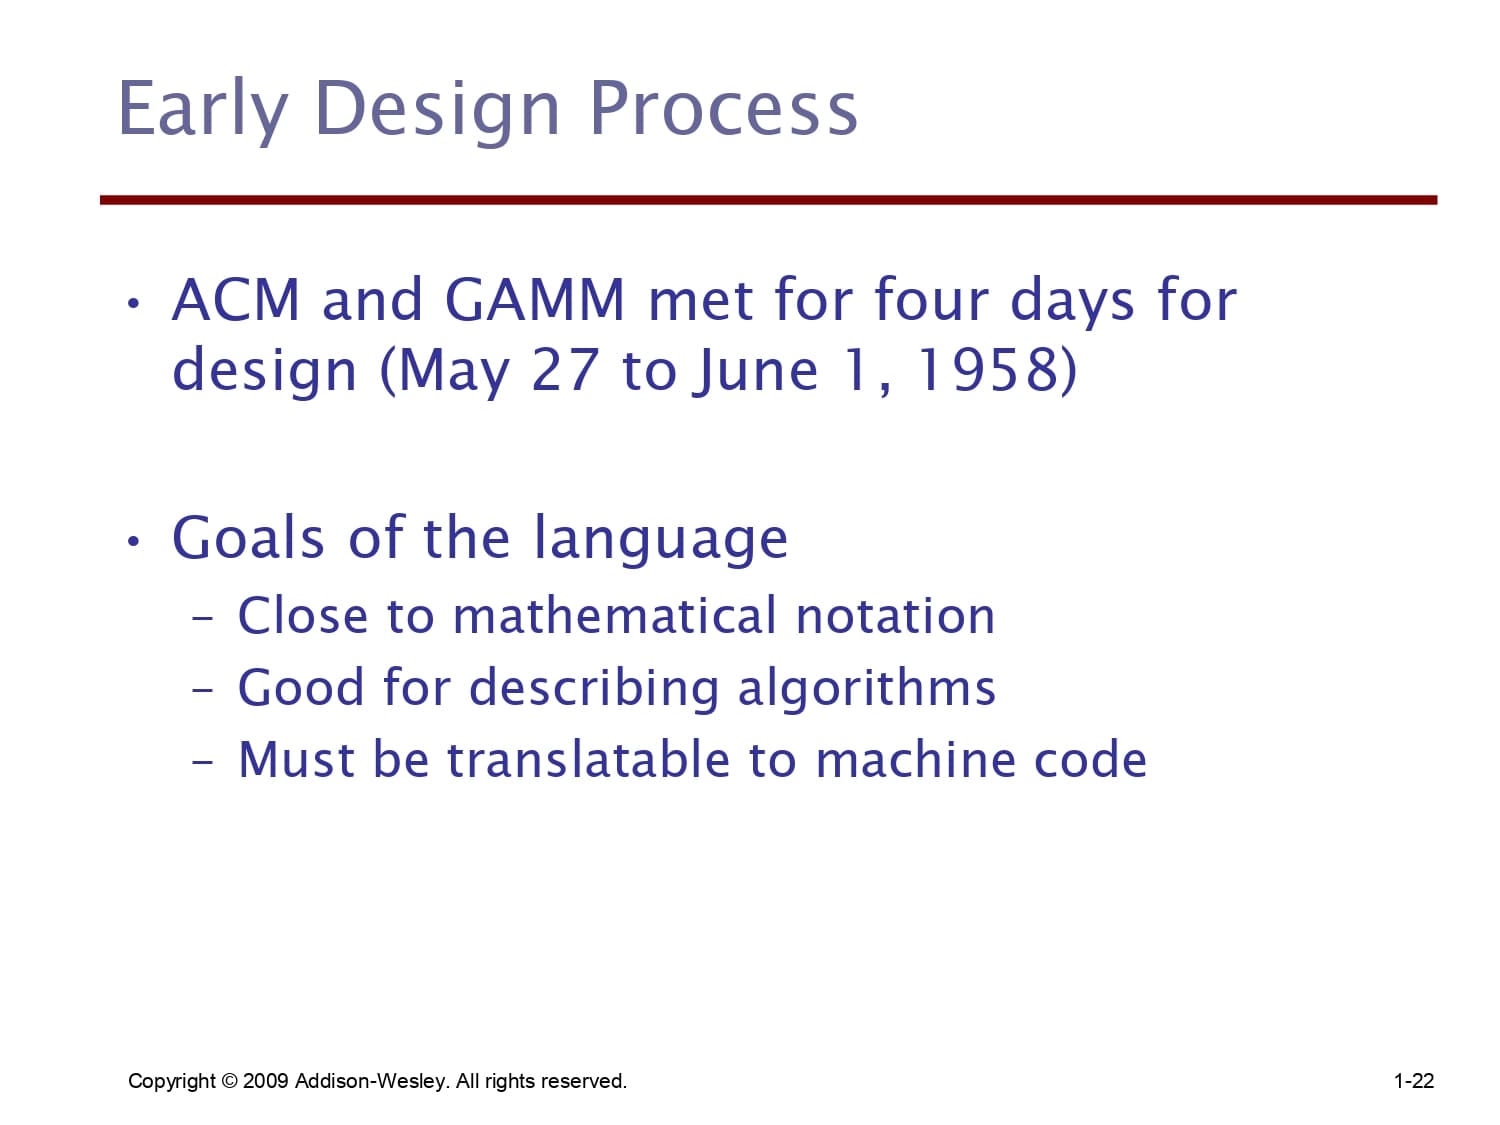 Early Design Process
• ACM and GAMM met for four days for
design (May 27 to June 1, 1958)
• Goals of the language
– Close to mathematical notation
– Good for describing algorithms
– Must be translatable to machine code
Copyright © 2009 Addison-Wesley. All rights reserved.
1-22